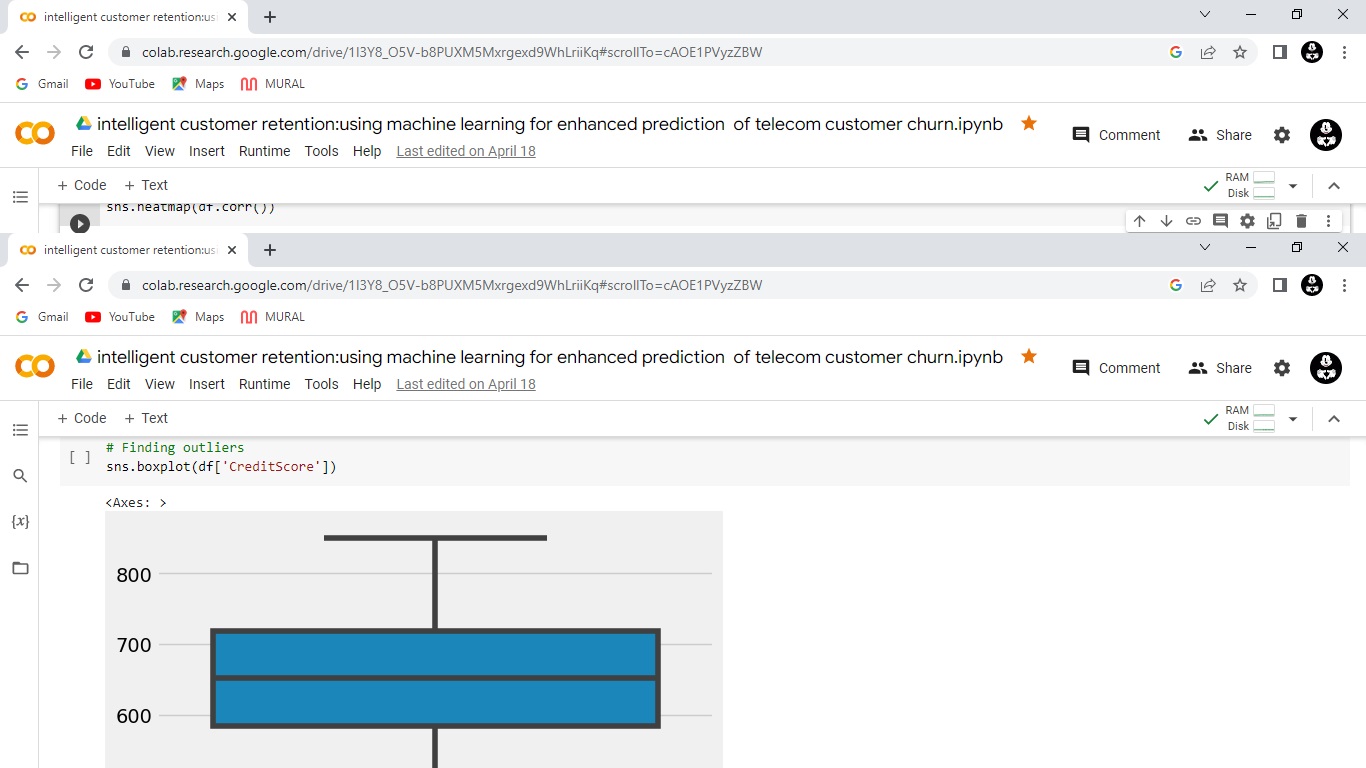 intelligent customer retention:us
colab.research.google.com/drive/1I3Y8_O5V-b8PUXM5Mxrgexd9WhLriiKq#scrollTo=cAOE1PVyzZBW
Gmail YouTube Maps MURAL
intelligent customer retention:using machine learning for enhanced prediction of telecom customer churn.ipynb
Comment Share
File Edit View Insert Runtime Tools Help Last edited on April 18
+ Code + Text
RAM
Disk
sns.heatmap(df.corr())
intelligent customer retention:us
colab.research.google.com/drive/1I3Y8_O5V-b8PUXM5Mxrgexd9WhLriiKq#scrollTo=cAOE1PVyzZBW
Gmail YouTube Maps MURAL
intelligent customer retention:using machine learning for enhanced prediction of telecom customer churn.ipynb
Comment Share
File Edit View Insert Runtime Tools Help Last edited on April 18
+ Code + Text
RAM
Disk
# Finding outliers
[ ] sns.boxplot(df['CreditScore'])
{x}
<Axes: >
800
700
600